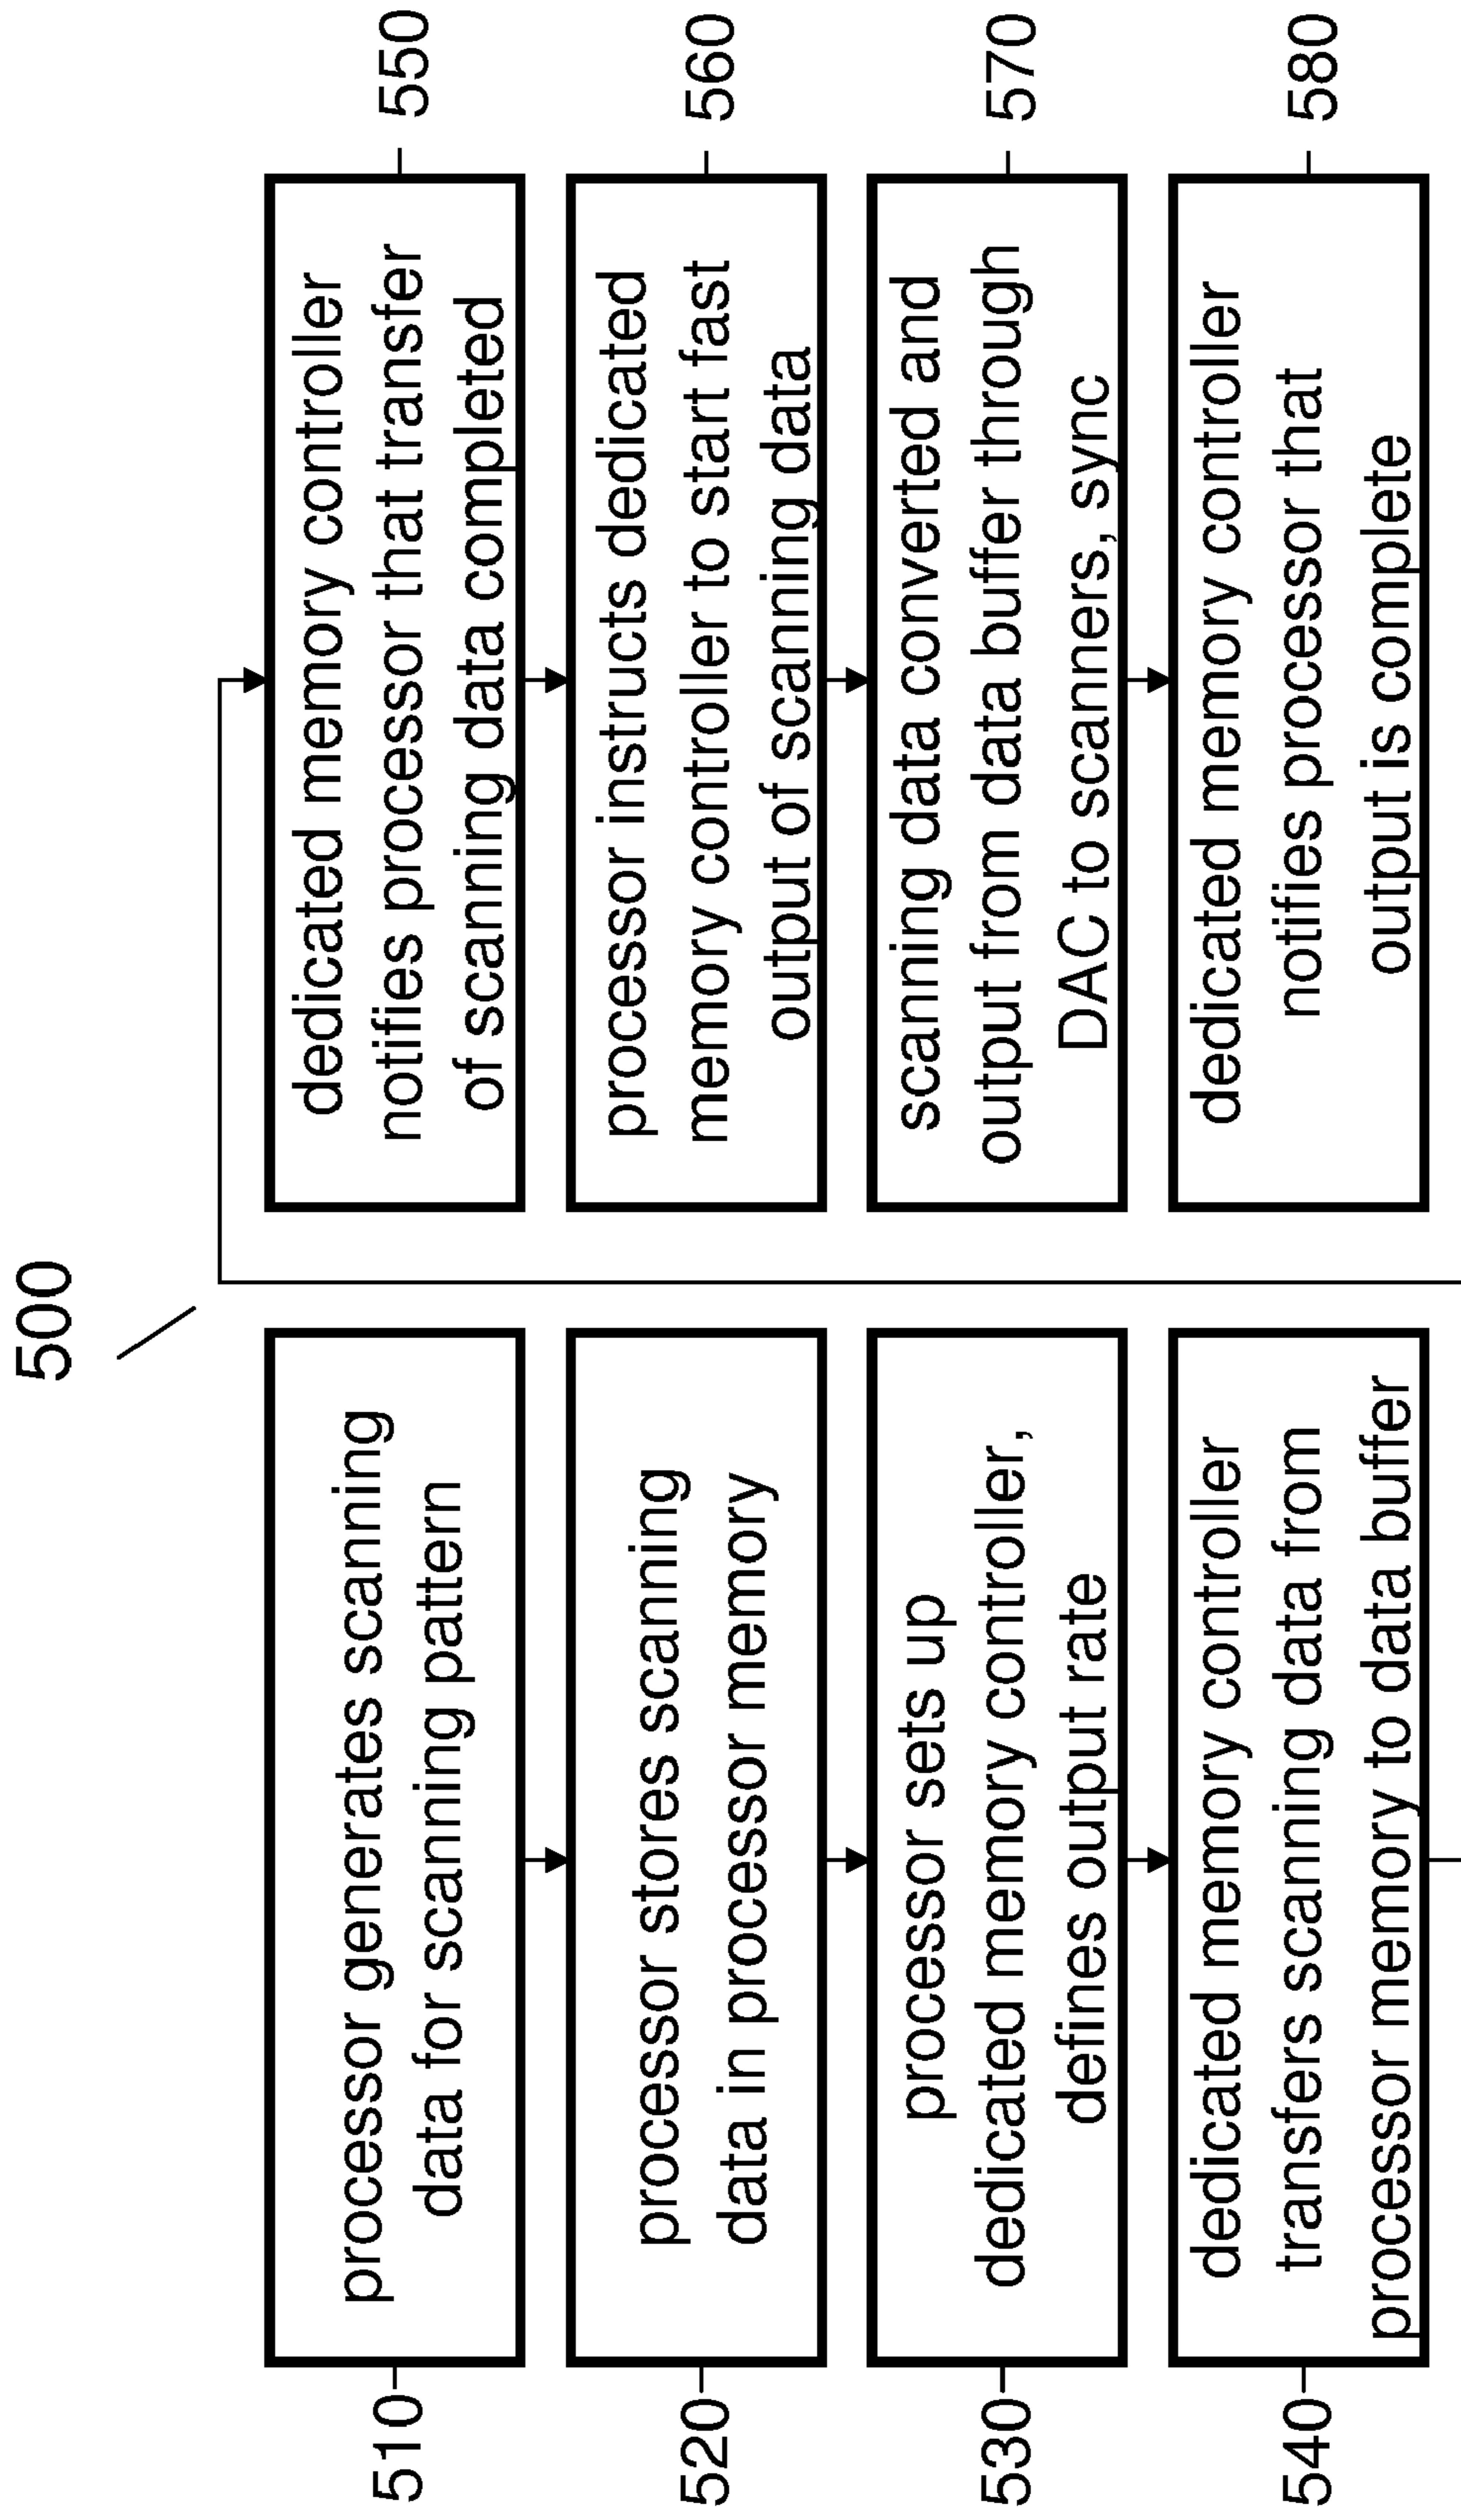 500
510
processor generates scanning
data for scanning pattern
520
processor stores scanning
data in processor memory
530
processor sets up
dedicated memory controller,
defines output rate
540
dedicated memory controller
transfers scanning data from
processor memory to data buffer
550
dedicated memory controller
notifies processor that transfer
of scanning data completed
560
processor instructs dedicated
memory controller to start fast
output of scanning data
570
scanning data converted and
output from data buffer through
DAC to scanners, sync
580
dedicated memory controller
notifies processor that
output is complete